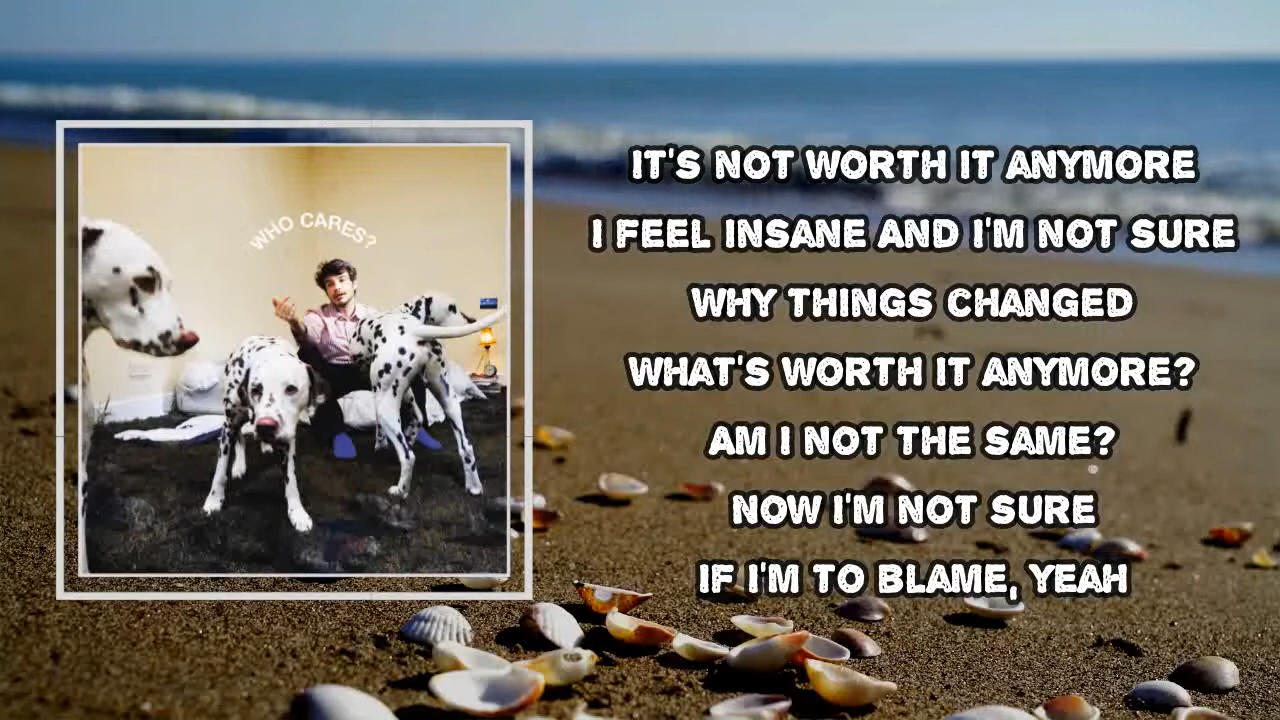 WHO CARES?
IT'S NOT WORTH IT ANYMORE
I FEEL INSANE AND I'M NOT SURE
WHY THINGS CHANGED
WHAT'S WORTH IT ANYMORE?
AM I NOT THE SAME?
NOW I'M NOT SURE
IF I'M TO BLAME, YEAH